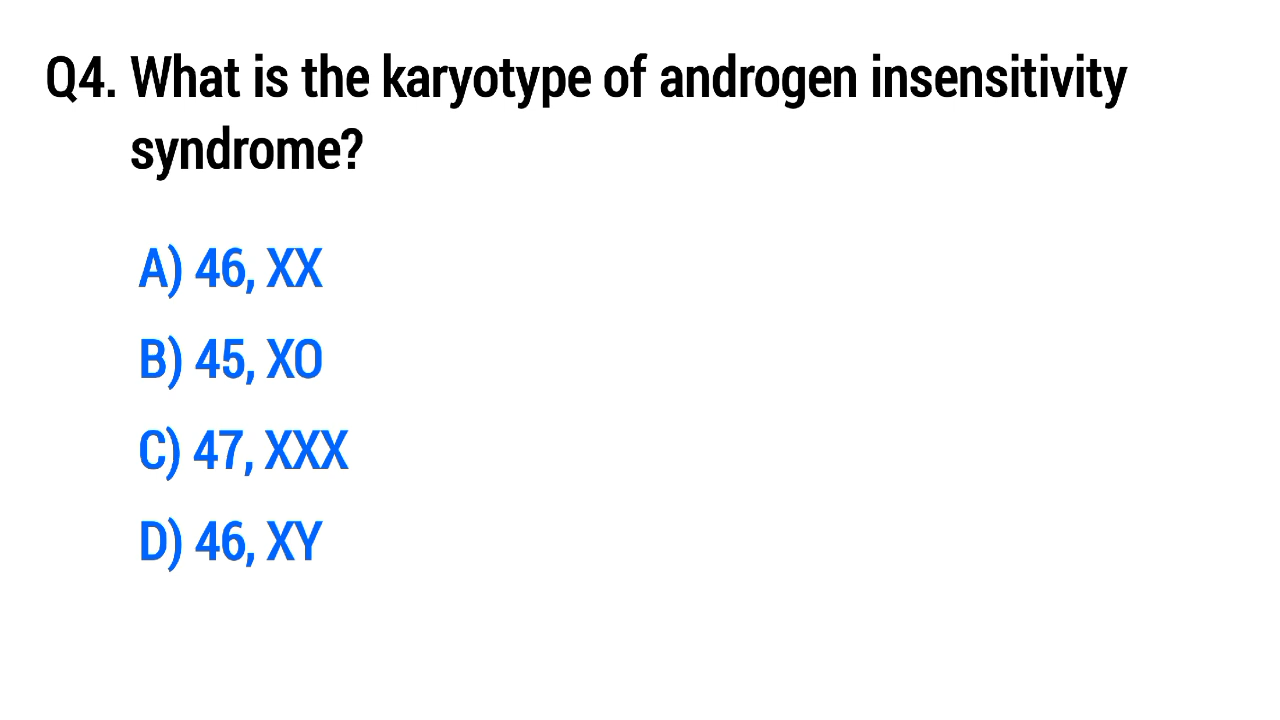 Q4. What is the karyotype of androgen insensitivity
syndrome?
A) 46, XX
B) 45, XO
C) 47, XXX
D) 46, XY